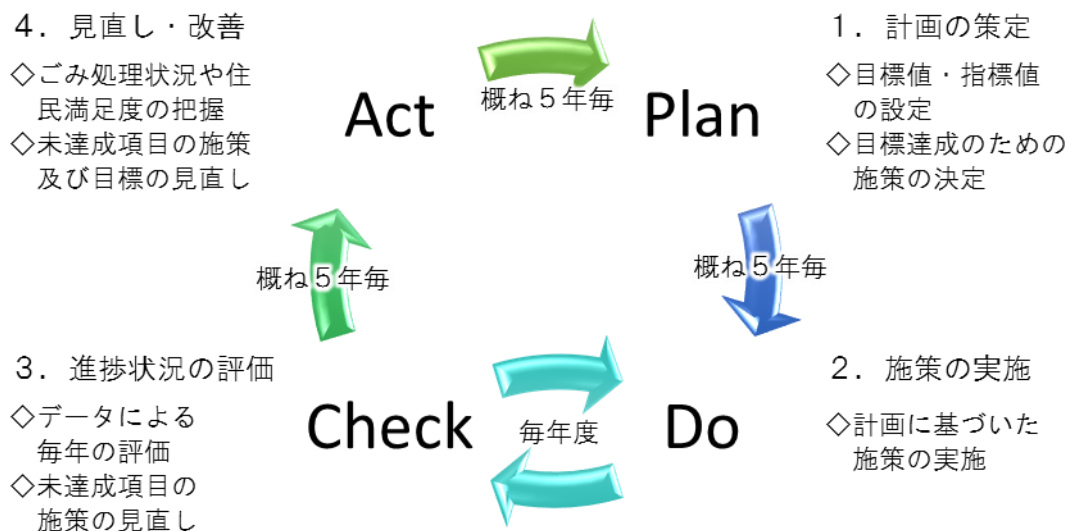 4．見直し・改善
◇ごみ処理状況や住
民満足度の把握
◇未達成項目の施策
及び目標の見直し
Act
概ね５年毎
Plan
1．計画の策定
◇目標値・指標値
の設定
◇目標達成のための
施策の決定
概ね５年毎
概ね５年毎
3．進捗状況の評価
◇データによる
毎年の評価
◇未達成項目の
施策の見直し
Check
毎年度
Do
2．施策の実施
◇計画に基づいた
施策の実施